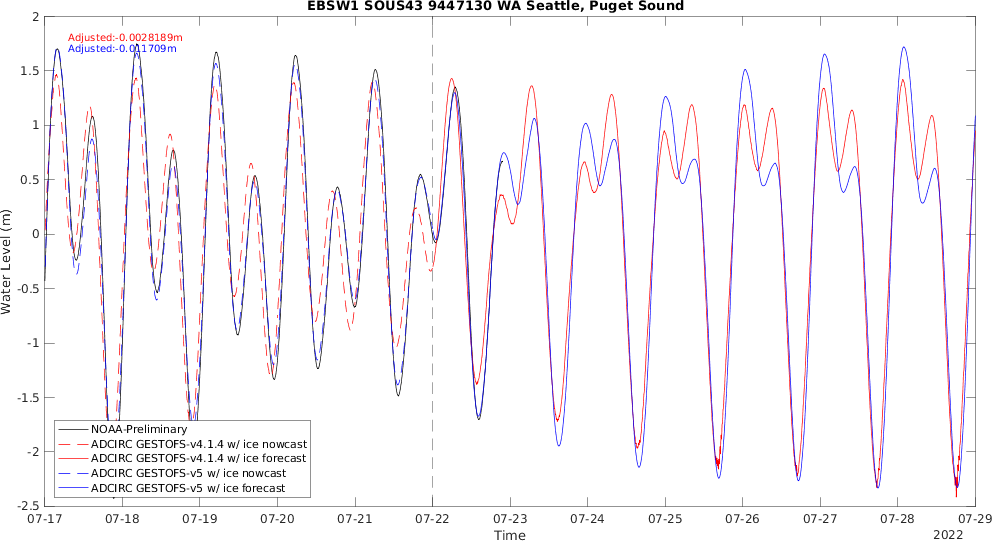 EBSW1 SOUS43 9447130 WA Seattle, Puget Sound
Adjusted:-0.0028189m
Adjusted:-0.011709m
2
1.5
1
0.5
0
-0.5
-1
-1.5
-2
-2.5
Water Level (m)
NOAA-Preliminary
ADCIRC GESTOFS-v4.1.4 w/ ice nowcast
ADCIRC GESTOFS-v4.1.4 w/ ice forecast
ADCIRC GESTOFS-v5 w/ ice nowcast
ADCIRC GESTOFS-v5 w/ ice forecast
07-17 07-18 07-19 07-20 07-21 07-22 07-23 07-24 07-25 07-26 07-27 07-28 07-29
Time
2022